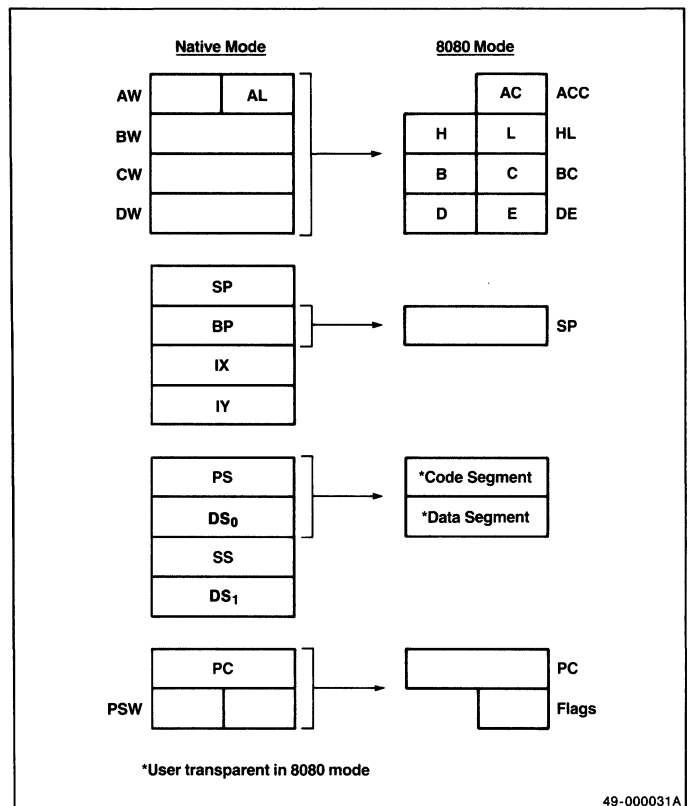 Native Mode 8080 Mode
AW AL AC ACC
BW H L HL
CW B C BC
DW D E DE
SP
BP SP
IX
IY
PS *Code Segment
DS0 *Data Segment
SS
DS1
PC PC
PSW Flags
*User transparent in 8080 mode
49-000031A